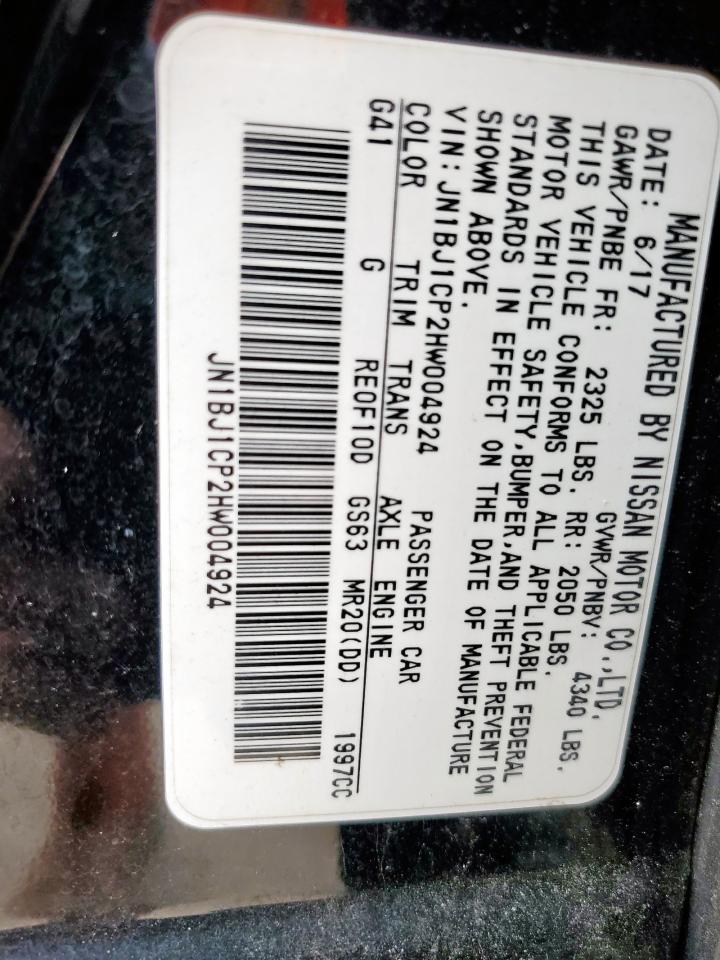 MANUFACTURED BY NISSAN MOTOR CO.,LTD.
DATE: 6/17 GVWR/PNBV: 4340 LBS.
GAWR/PNBE FR: 2325 LBS. RR: 2050 LBS.
THIS VEHICLE CONFORMS TO ALL APPLICABLE FEDERAL
MOTOR VEHICLE SAFETY,BUMPER,AND THEFT PREVENTION
STANDARDS IN EFFECT ON THE DATE OF MANUFACTURE
SHOWN ABOVE.
VIN:JN1BJ1CP2HW004924 PASSENGER CAR
COLOR TRIM TRANS AXLE ENGINE
G41 G RE0F10D GS63 MR20(DD) 1997CC
JN1BJ1CP2HW004924